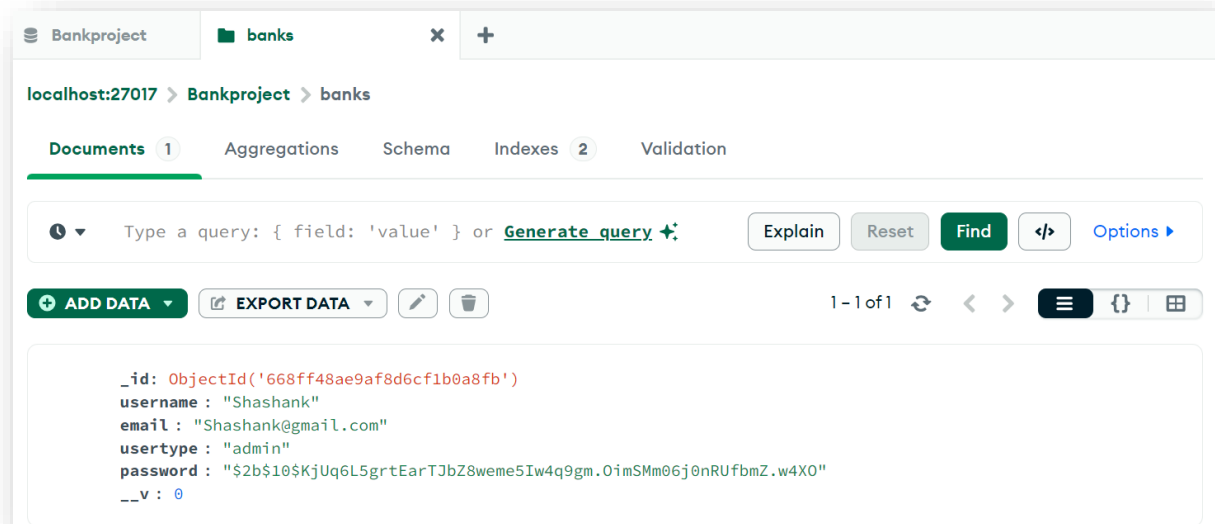 Bankproject banks
localhost:27017 > Bankproject > banks
Documents 1 Aggregations Schema Indexes 2 Validation
Type a query: { field: 'value' } or Generate query Explain Reset Find </> Options
ADD DATA EXPORT DATA 1 – 1 of 1 {}
_id: ObjectId('668ff48ae9af8d6cf1b0a8fb')
username : "Shashank"
email : "Shashank@gmail.com"
usertype : "admin"
password : "$2b$10$KjUq6L5grtEarTJbZ8weme5Iw4q9gm.OimSMm06j0nRUfbmZ.w4XO"
__v : 0